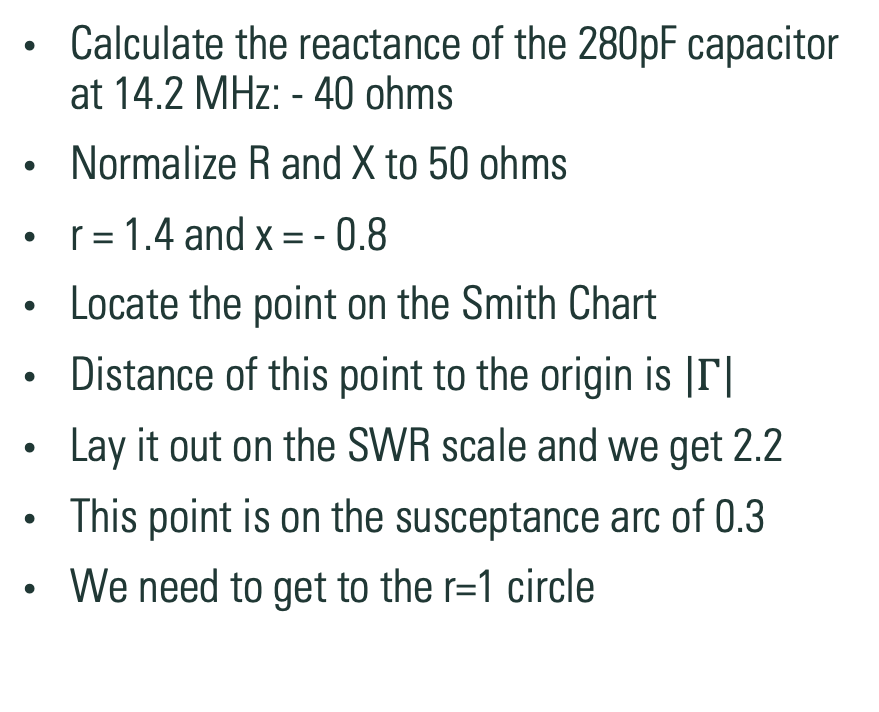 • Calculate the reactance of the 280pF capacitor
at 14.2 MHz: - 40 ohms
• Normalize R and X to 50 ohms
• r = 1.4 and x = - 0.8
• Locate the point on the Smith Chart
• Distance of this point to the origin is |Γ|
• Lay it out on the SWR scale and we get 2.2
• This point is on the susceptance arc of 0.3
• We need to get to the r=1 circle